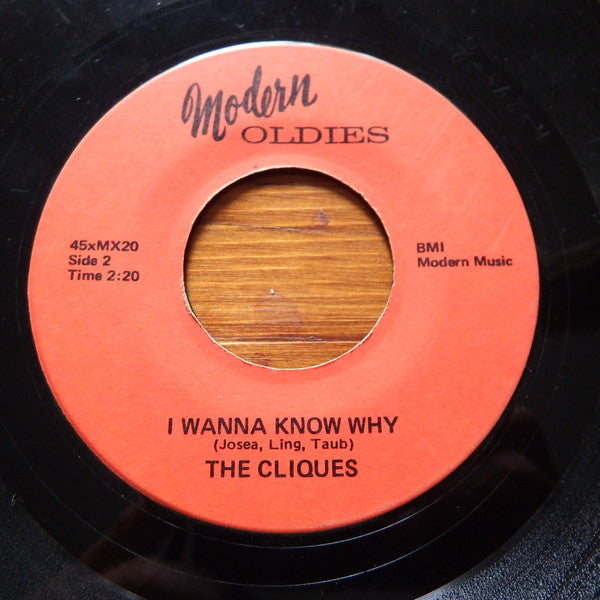 Modern
OLDIES
45xMX20
Side 2
Time 2:20
BMI
Modern Music
I WANNA KNOW WHY
(Josea, Ling, Taub)
THE CLIQUES